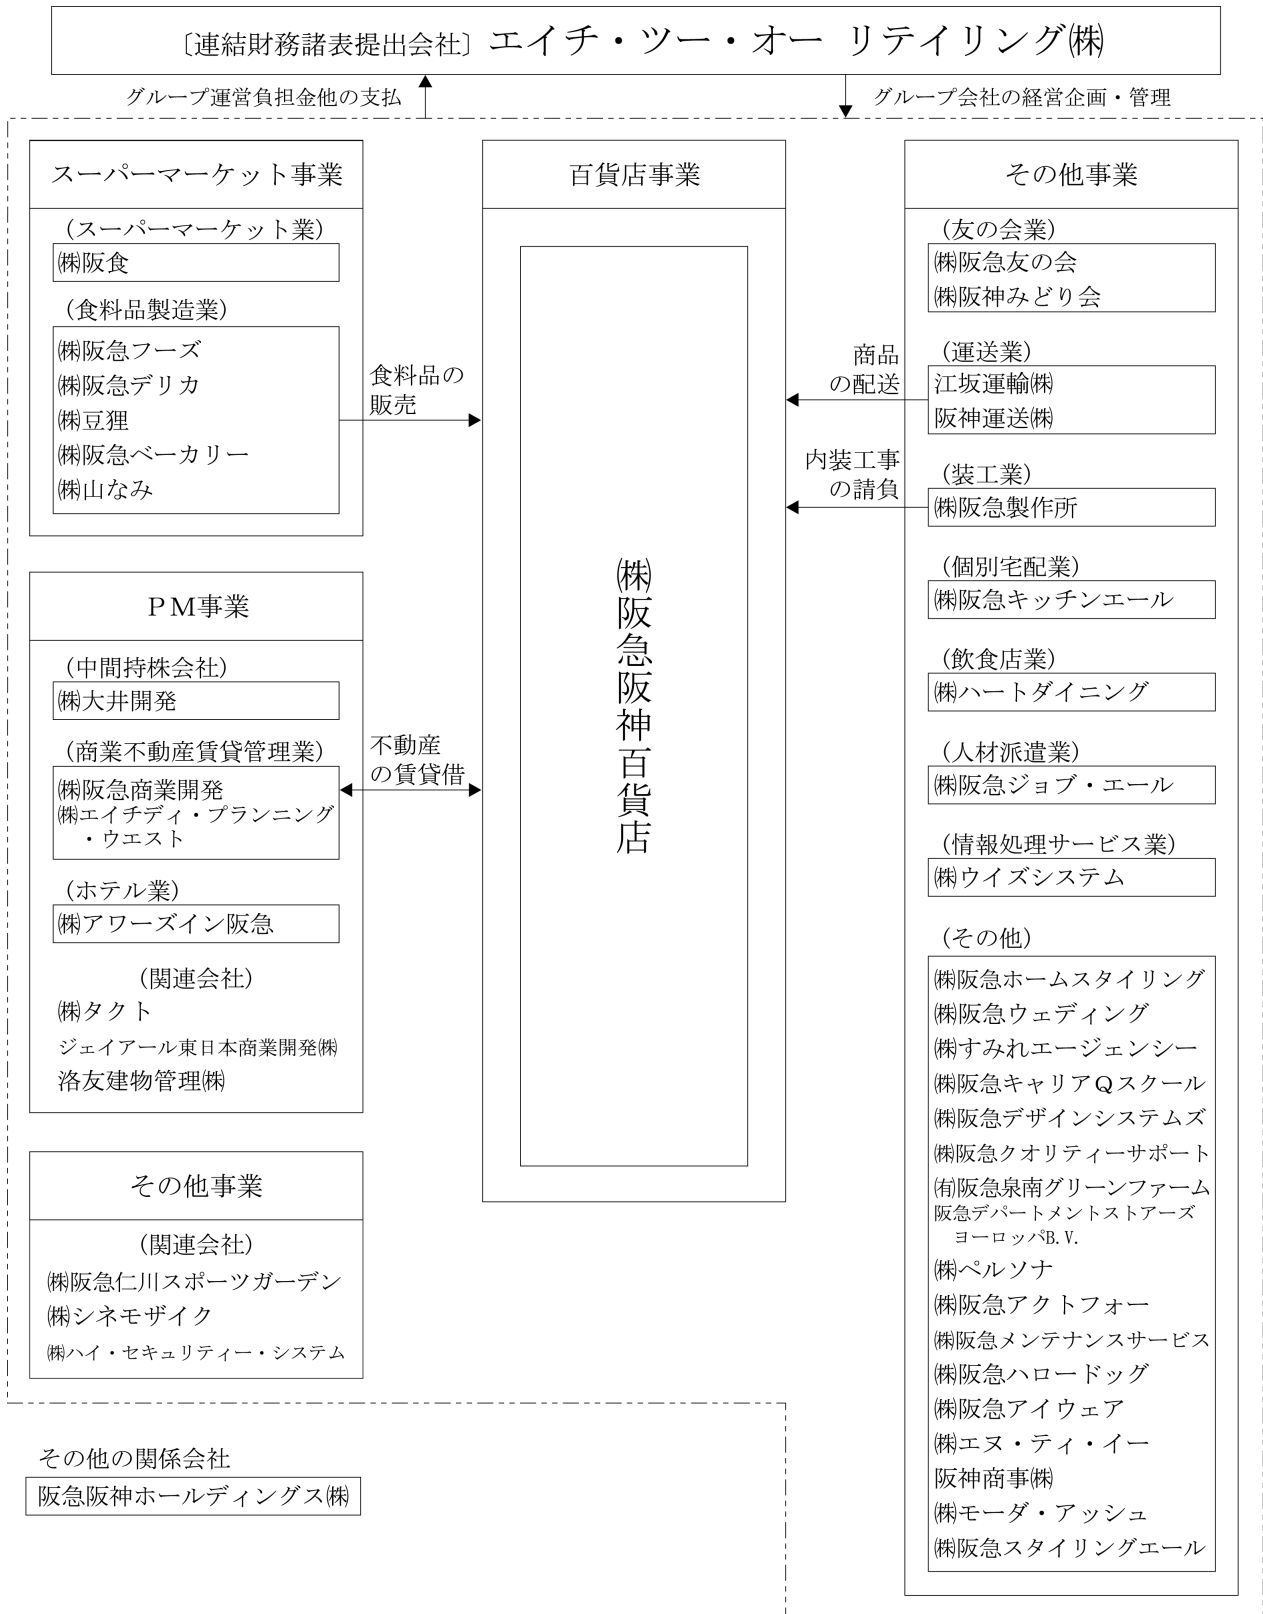 〔連結財務諸表提出会社〕エイチ・ツー・オー リテイリング㈱
グループ運営負担金他の支払
グループ会社の経営企画・管理
スーパーマーケット事業
(スーパーマーケット業)
㈱阪食
(食料品製造業)
㈱阪急フーズ
㈱阪急デリカ
㈱豆狸
㈱阪急ベーカリー
㈱山なみ
食料品の
販売
ＰＭ事業
(中間持株会社)
㈱大井開発
(商業不動産賃貸管理業)
㈱阪急商業開発
㈱エイチディ・プランニング
・ウエスト
不動産
の賃貸借
(ホテル業)
㈱アワーズイン阪急
(関連会社)
㈱タクト
ジェイアール東日本商業開発㈱
洛友建物管理㈱
その他事業
(関連会社)
㈱阪急仁川スポーツガーデン
㈱シネモザイク
㈱ハイ・セキュリティー・システム
その他の関係会社
阪急阪神ホールディングス㈱
百貨店事業
㈱阪急阪神百貨店
その他事業
(友の会業)
㈱阪急友の会
㈱阪神みどり会
商品
の配送
(運送業)
江坂運輸㈱
阪神運送㈱
内装工事
の請負
(装工業)
㈱阪急製作所
(個別宅配業)
㈱阪急キッチンエール
(飲食店業)
㈱ハートダイニング
(人材派遣業)
㈱阪急ジョブ・エール
(情報処理サービス業)
㈱ウイズシステム
(その他)
㈱阪急ホームスタイリング
㈱阪急ウェディング
㈱すみれエージェンシー
㈱阪急キャリアＱスクール
㈱阪急デザインシステムズ
㈱阪急クオリティーサポート
㈲阪急泉南グリーンファーム
阪急デパートメントストアーズ
ヨーロッパB.V.
㈱ペルソナ
㈱阪急アクトフォー
㈱阪急メンテナンスサービス
㈱阪急ハロードッグ
㈱阪急アイウェア
㈱エヌ・ティ・イー
阪神商事㈱
㈱モーダ・アッシュ
㈱阪急スタイリングエール